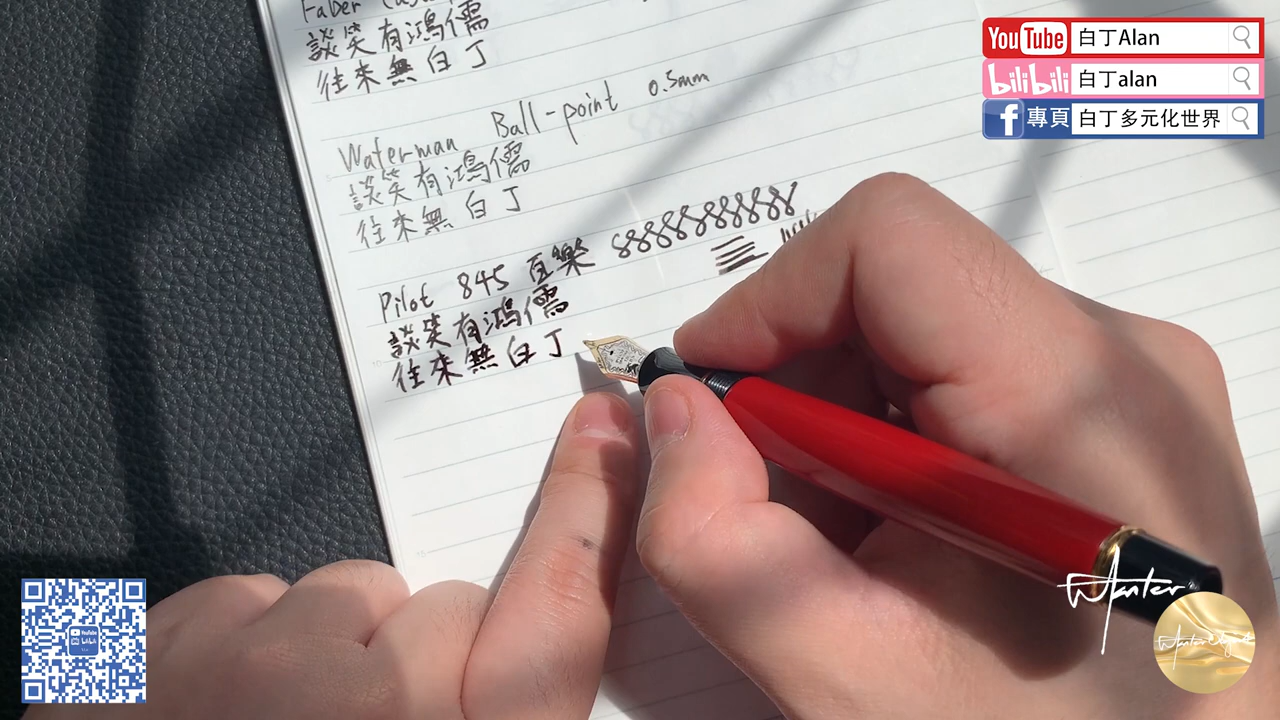 Faber
談笑有鴻儒
往來無白丁
Waterman Ball-point 0.5mm
談笑有鴻儒
往來無白丁
Pilot 845 百樂
談笑有鴻儒
往來無白丁
YouTube 白丁Alan
bilibili 白丁alan
f 專頁 白丁多元化世界